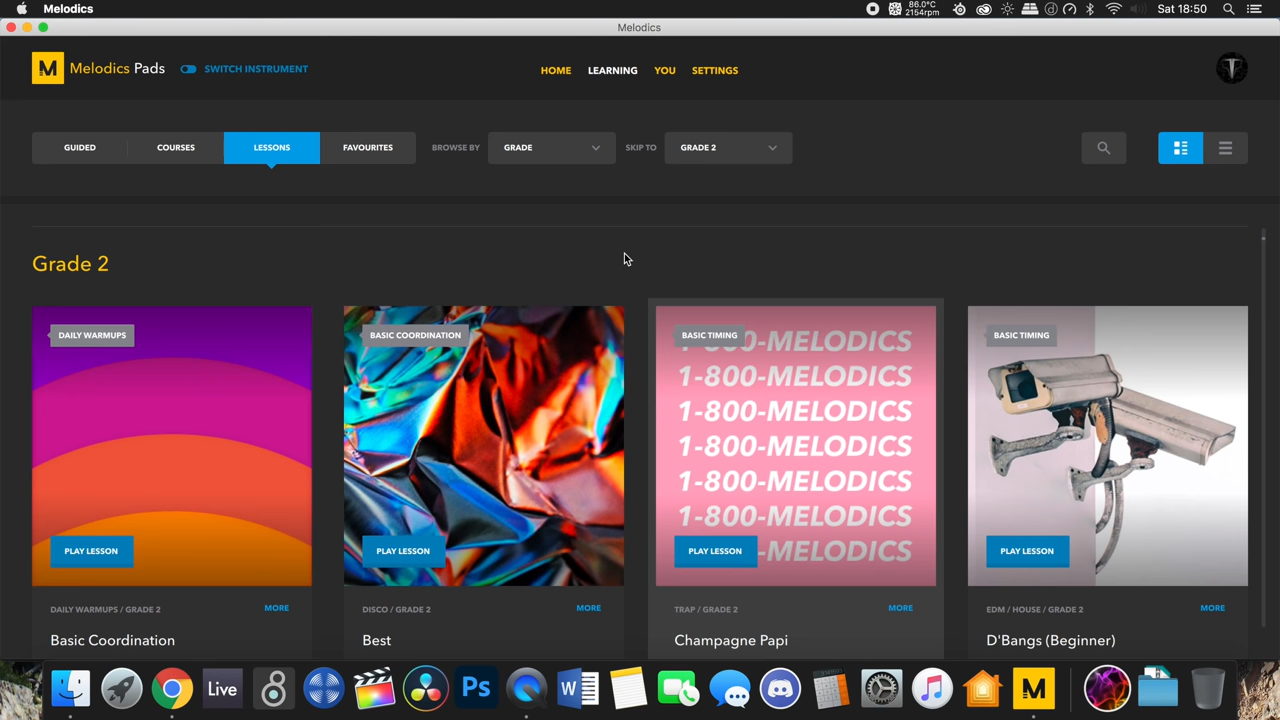 Melodics
86.0°C
2154rpm
Sat 18:50
Melodics
M
Melodics Pads
SWITCH INSTRUMENT
HOME
LEARNING
YOU
SETTINGS
GUIDED
COURSES
LESSONS
FAVOURITES
BROWSE BY
GRADE
SKIP TO
GRADE 2
Grade 2
DAILY WARMUPS
BASIC COORDINATION
BASIC TIMING
BASIC TIMING
0-MELODICS
1-800-MELODICS
1-800-MELODICS
1-800-MELODICS
1-800-MELODICS
1-800-MELODICS
-MELODICS
PLAY LESSON
PLAY LESSON
PLAY LESSON
PLAY LESSON
DAILY WARMUPS / GRADE 2
MORE
DISCO / GRADE 2
MORE
TRAP / GRADE 2
MORE
EDM / HOUSE / GRADE 2
MORE
Basic Coordination
Best
Champagne Papi
D'Bangs (Beginner)
Live
8
Ps
W
M